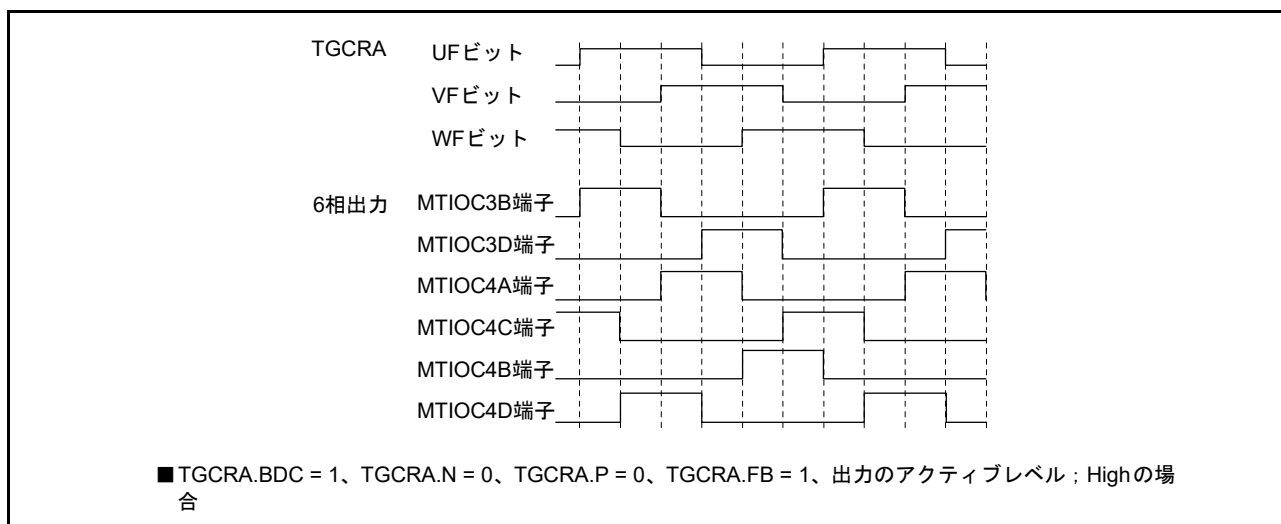 TGCRA UFビット
VFビット
WFビット
6相出力 MTIOC3B端子
MTIOC3D端子
MTIOC4A端子
MTIOC4C端子
MTIOC4B端子
MTIOC4D端子
■TGCRA.BDC = 1、TGCRA.N = 0、TGCRA.P = 0、TGCRA.FB = 1、出力のアクティブレベル；Highの場
合